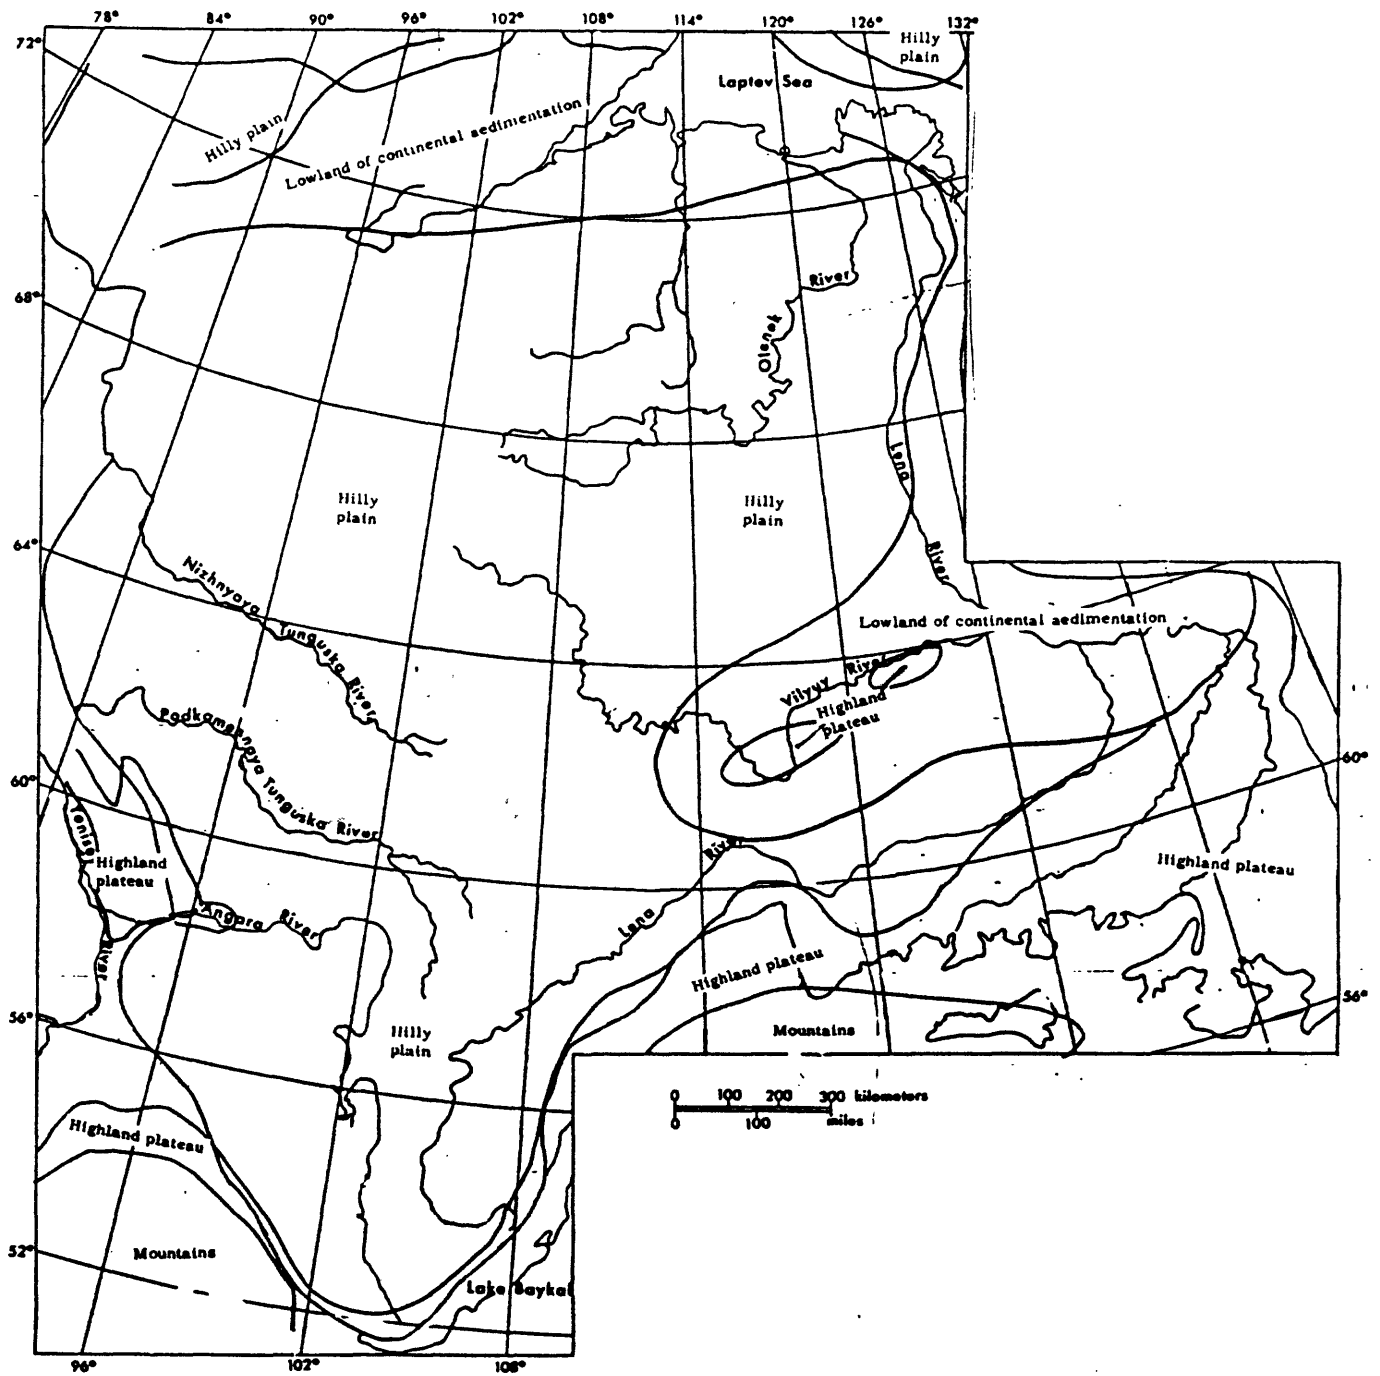 78° 84° 90° 96° 102° 108° 114° 120° 126° 132°
72°
Hilly
plain
Laptev Sea
Hilly plain
Lowland of continental aedimentation
River
68°
Olenek
Lena
Hilly
plain
Hilly
plain
64°
River
Nizhnyaya
Tunguska River
Lowland of continental aedimentation
Vilyuy River
Highland
plateau
Podkamennaya Tunguska River
60°
60°
Yenisei
Highland
plateau
River
Highland plateau
Angara River
Lena
River
Highland plateau
56°
56°
Hilly
plain
Mountains
0 100 200 300 kilometers
0 100 miles
Highland plateau
52°
Mountains
Lake Baykal
96° 102° 108°